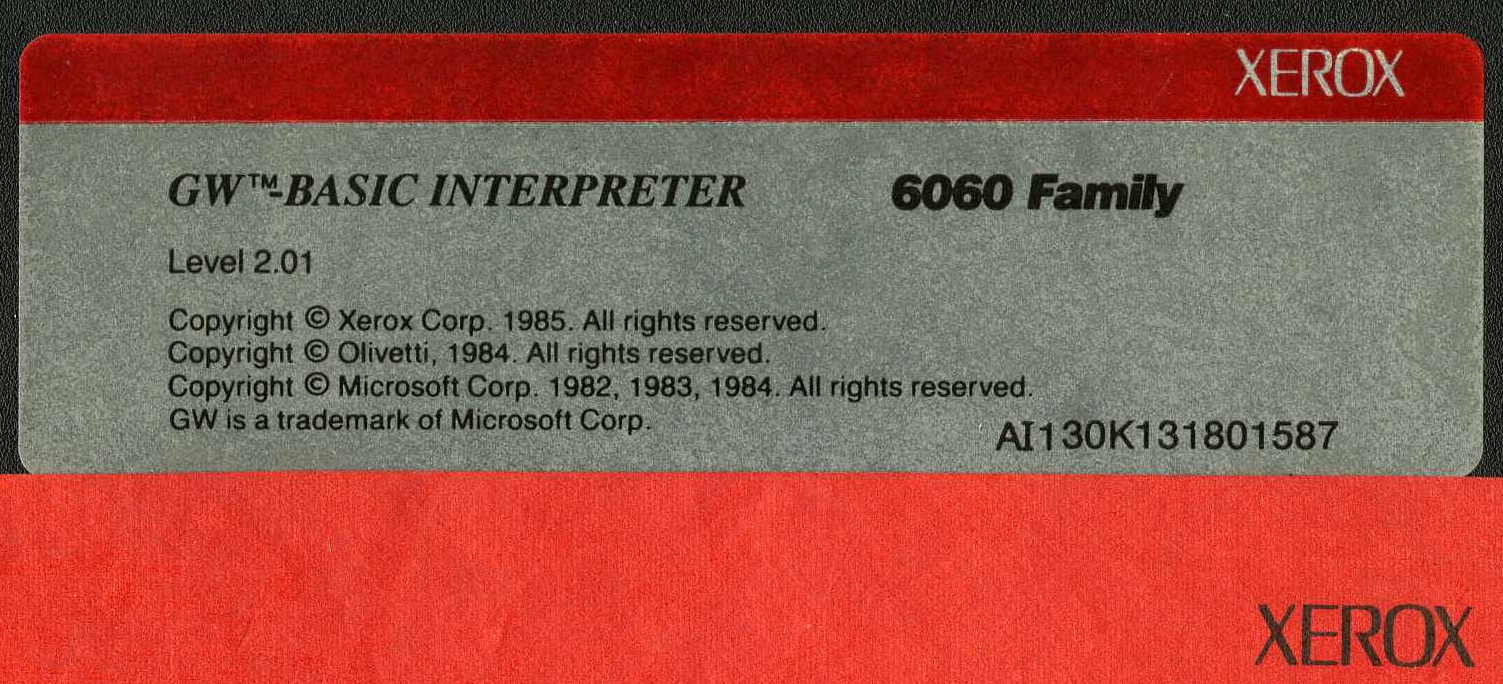 XEROX
GW™-BASIC INTERPRETER 6060 Family
Level 2.01
Copyright © Xerox Corp. 1985. All rights reserved.
Copyright © Olivetti, 1984. All rights reserved.
Copyright © Microsoft Corp. 1982, 1983, 1984. All rights reserved.
GW is a trademark of Microsoft Corp.
AI130K131801587
XEROX